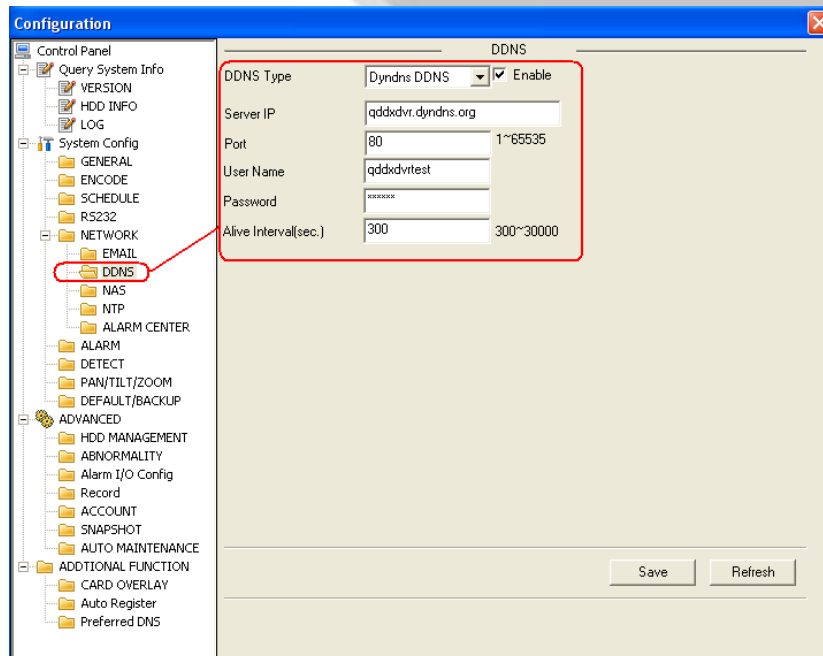 Configuration
Control Panel
Query System Info
VERSION
HDD INFO
LOG
System Config
GENERAL
ENCODE
SCHEDULE
RS232
NETWORK
EMAIL
DDNS
NAS
NTP
ALARM CENTER
ALARM
DETECT
PAN/TILT/ZOOM
DEFAULT/BACKUP
ADVANCED
HDD MANAGEMENT
ABNORMALITY
Alarm I/O Config
Record
ACCOUNT
SNAPSHOT
AUTO MAINTENANCE
ADDTIONAL FUNCTION
CARD OVERLAY
Auto Register
Preferred DNS
DDNS
DDNS Type Dyndns DDNS Enable
Server IP qddxdvr.dyndns.org
Port 80 1~65535
User Name qddxdvrtest
Password xxxxxx
Alive Interval(sec.) 300 300~30000
Save Refresh